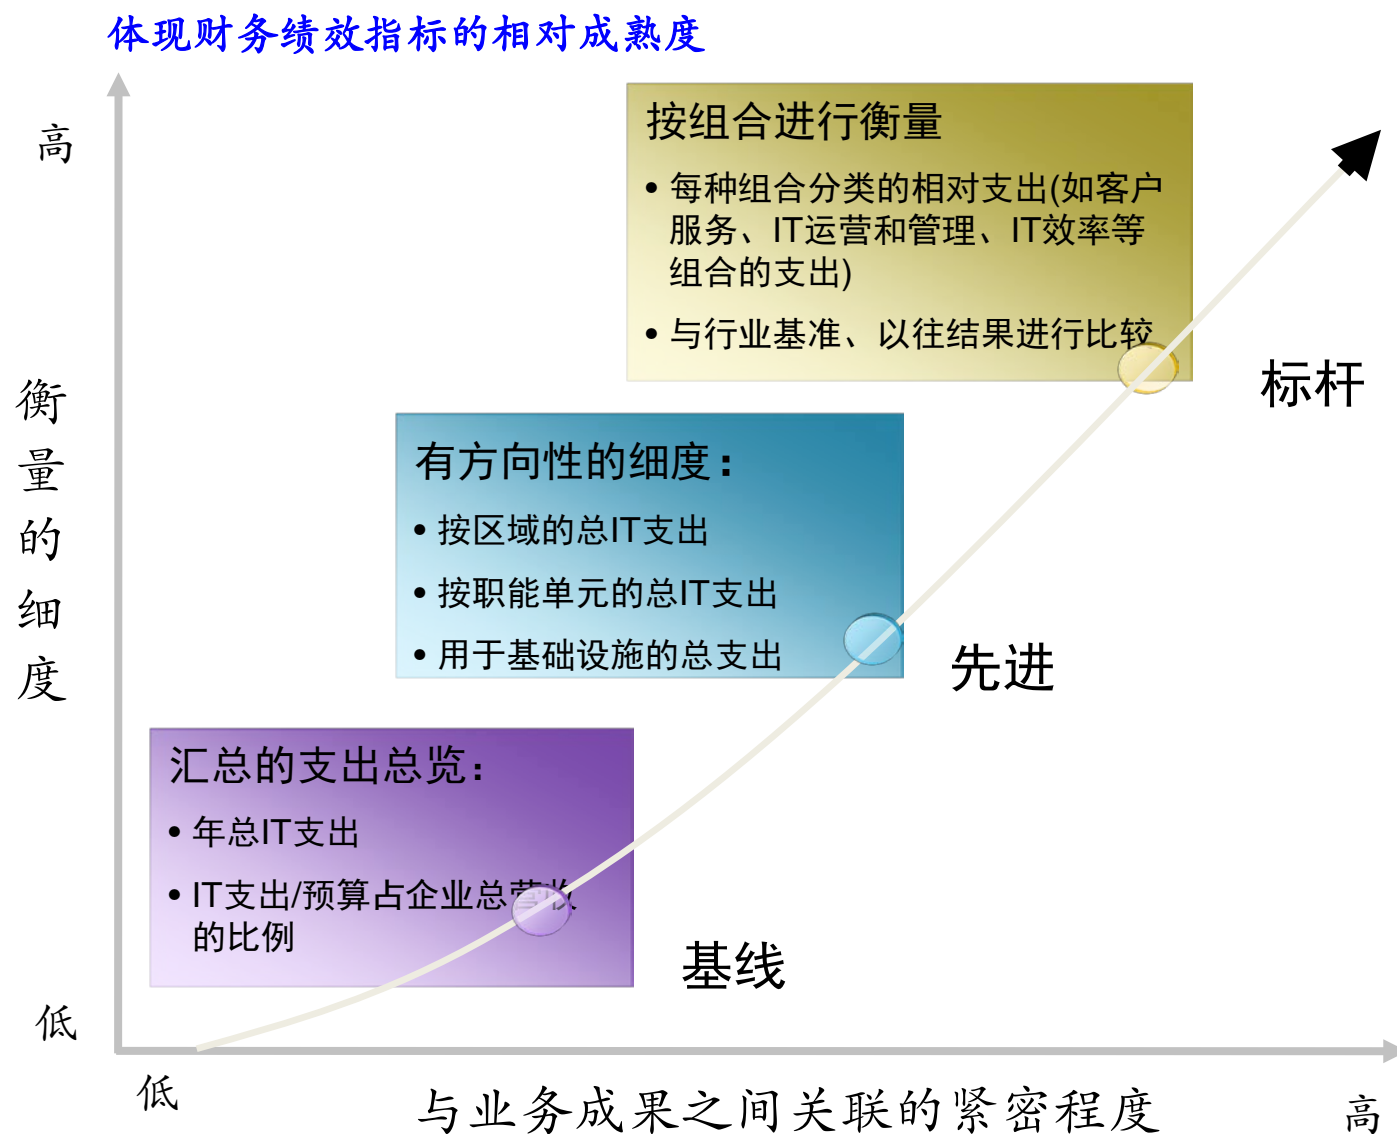 体现财务绩效指标的相对成熟度
高
按组合进行衡量
• 每种组合分类的相对支出(如客户
服务、IT运营和管理、IT效率等
组合的支出)
• 与行业基准、以往结果进行比较
标杆
衡
量
的
细
度
有方向性的细度：
• 按区域的总IT支出
• 按职能单元的总IT支出
• 用于基础设施的总支出
先进
汇总的支出总览：
• 年总IT支出
• IT支出/预算占企业总营收
的比例
基线
低
低
与业务成果之间关联的紧密程度
高